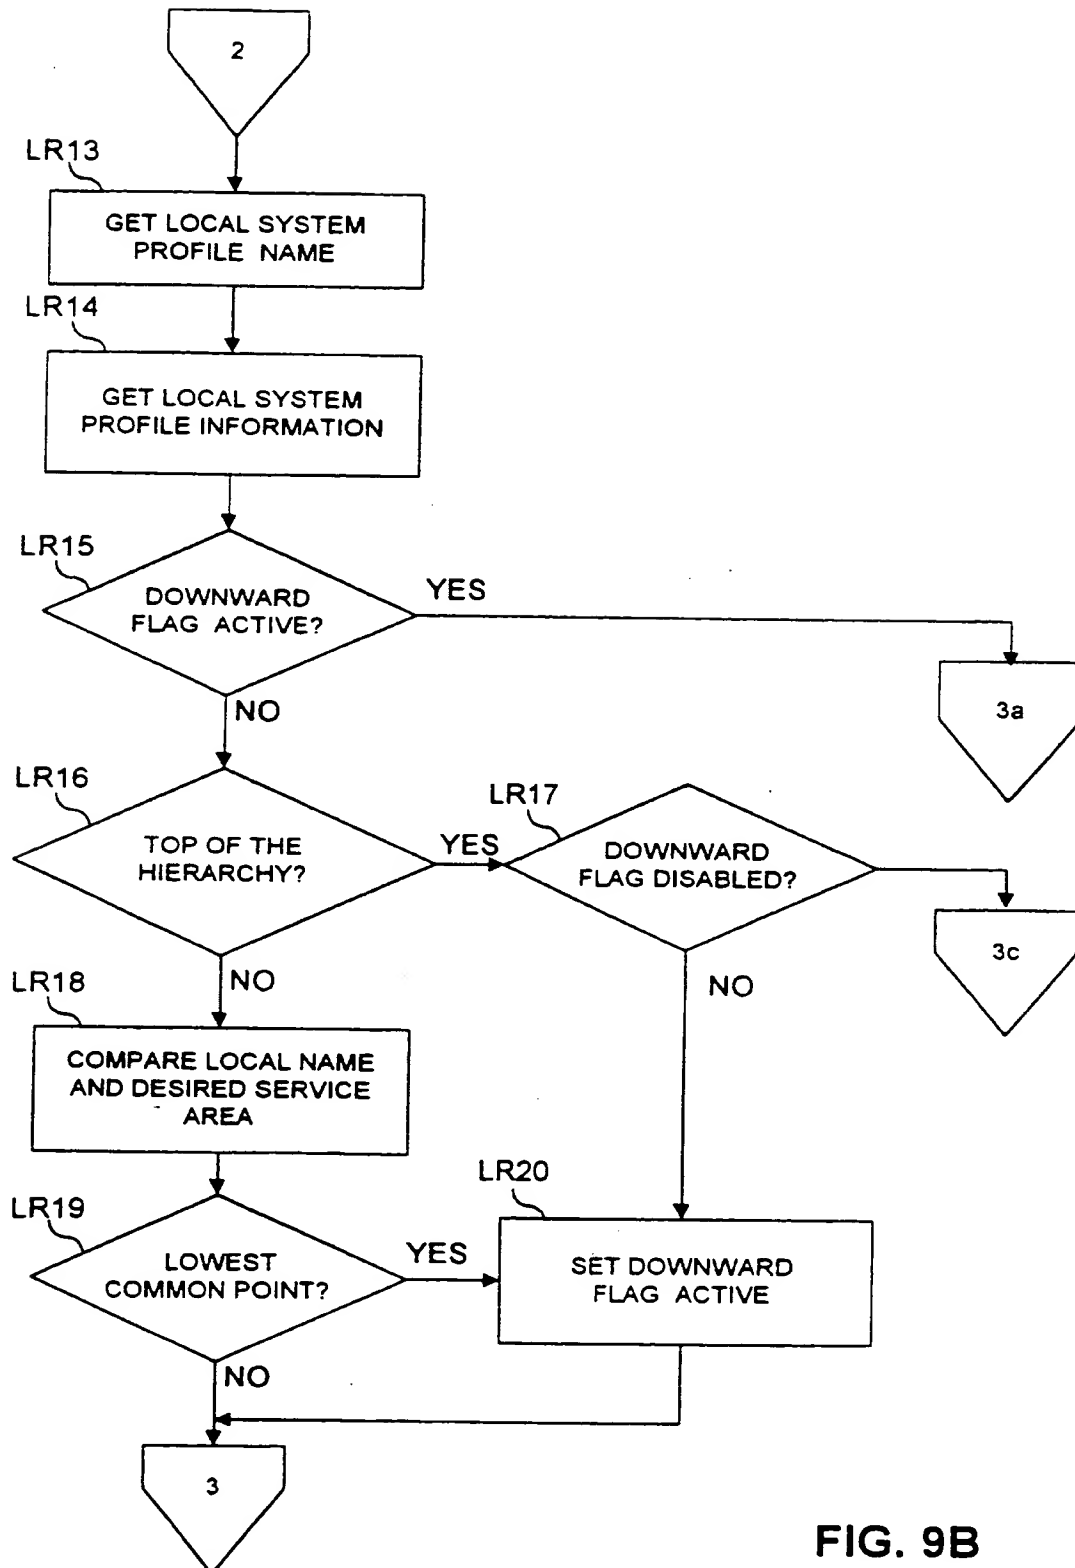 2
LR13
GET LOCAL SYSTEM
PROFILE NAME
LR14
GET LOCAL SYSTEM
PROFILE INFORMATION
LR15
DOWNWARD
FLAG ACTIVE?
YES
3a
NO
LR16
TOP OF THE
HIERARCHY?
YES
LR17
DOWNWARD
FLAG DISABLED?
3c
NO
NO
LR18
COMPARE LOCAL NAME
AND DESIRED SERVICE
AREA
LR19
LOWEST
COMMON POINT?
YES
LR20
SET DOWNWARD
FLAG ACTIVE
NO
3
FIG. 9B